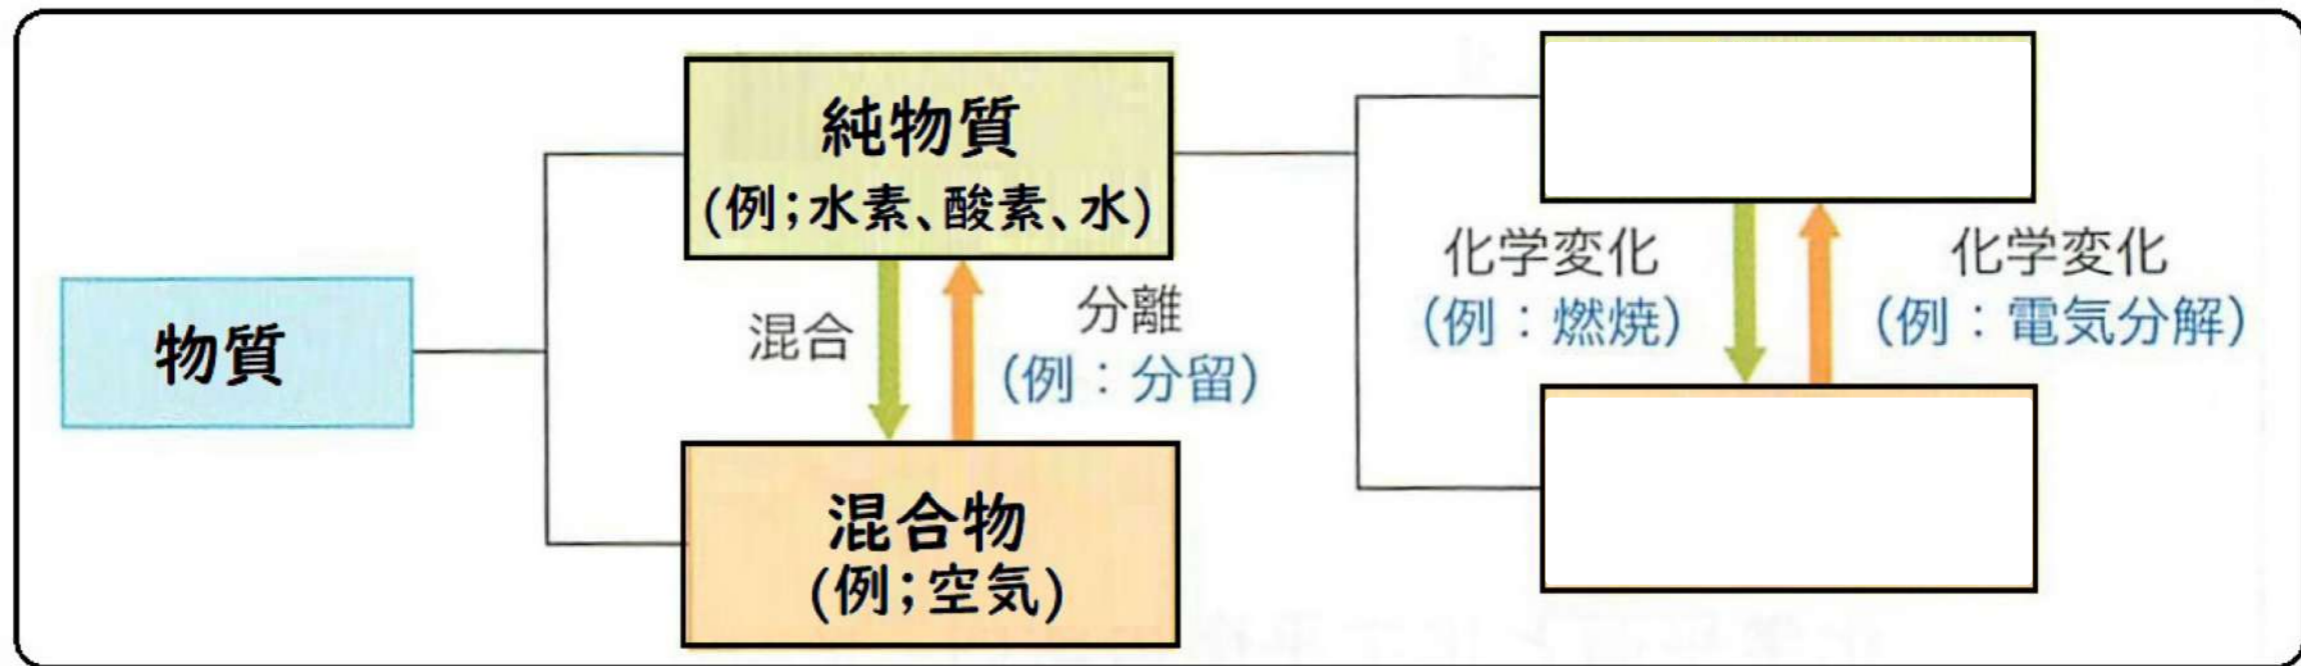 物質
純物質
(例;水素、酸素、水)
混合
分離
(例：分留)
混合物
(例;空気)
化学変化
(例：燃焼)
化学変化
(例：電気分解)